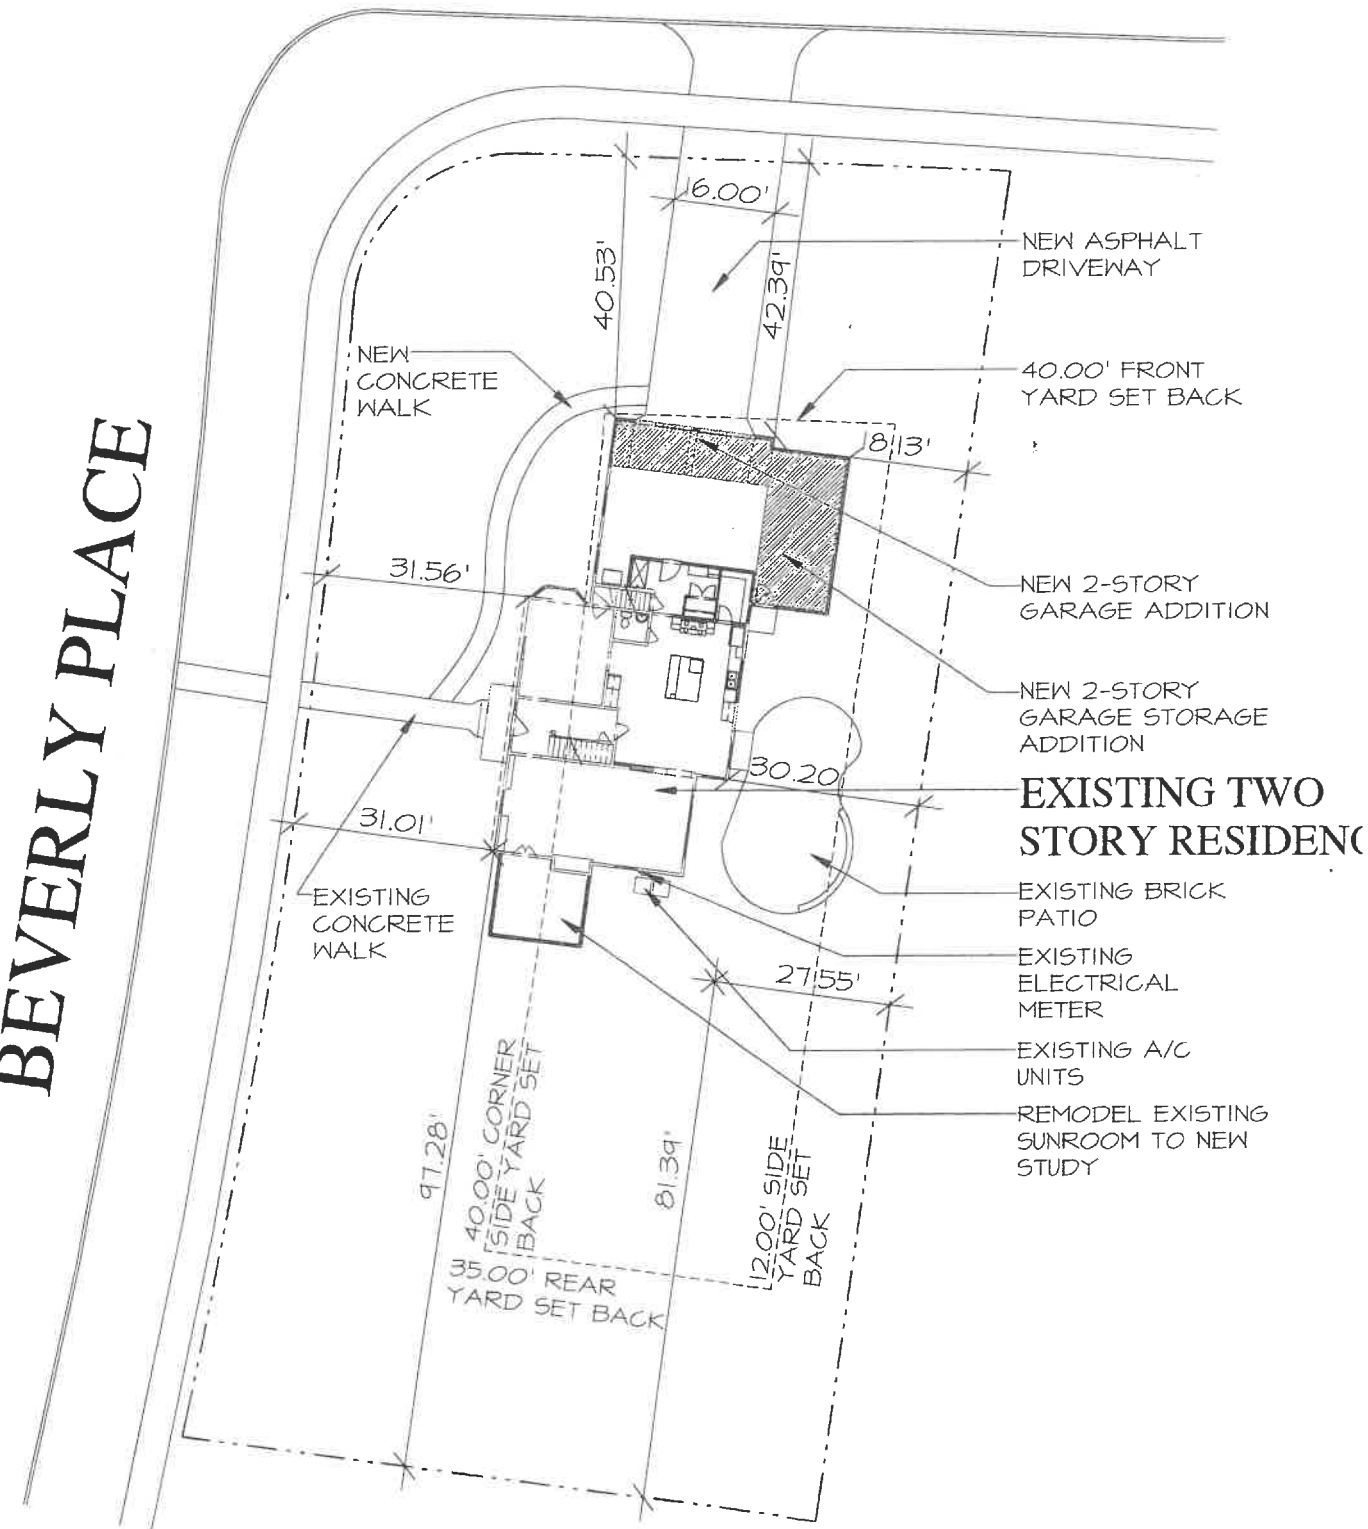 16.00'
NEW ASPHALT
DRIVEWAY
40.53'
42.39'
NEW
CONCRETE
WALK
40.00' FRONT
YARD SET BACK
18.13'
BEVERLY PLACE
31.56'
NEW 2-STORY
GARAGE ADDITION
NEW 2-STORY
GARAGE STORAGE
ADDITION
30.20
EXISTING TWO
STORY RESIDENC
31.01'
EXISTING
CONCRETE
WALK
EXISTING BRICK
PATIO
EXISTING
ELECTRICAL
METER
27.55'
EXISTING A/C
UNITS
REMODEL EXISTING
SUNROOM TO NEW
STUDY
97.28'
40.00' CORNER
SIDE YARD SET
BACK
81.39'
12.00' SIDE
YARD SET
BACK
35.00' REAR
YARD SET BACK